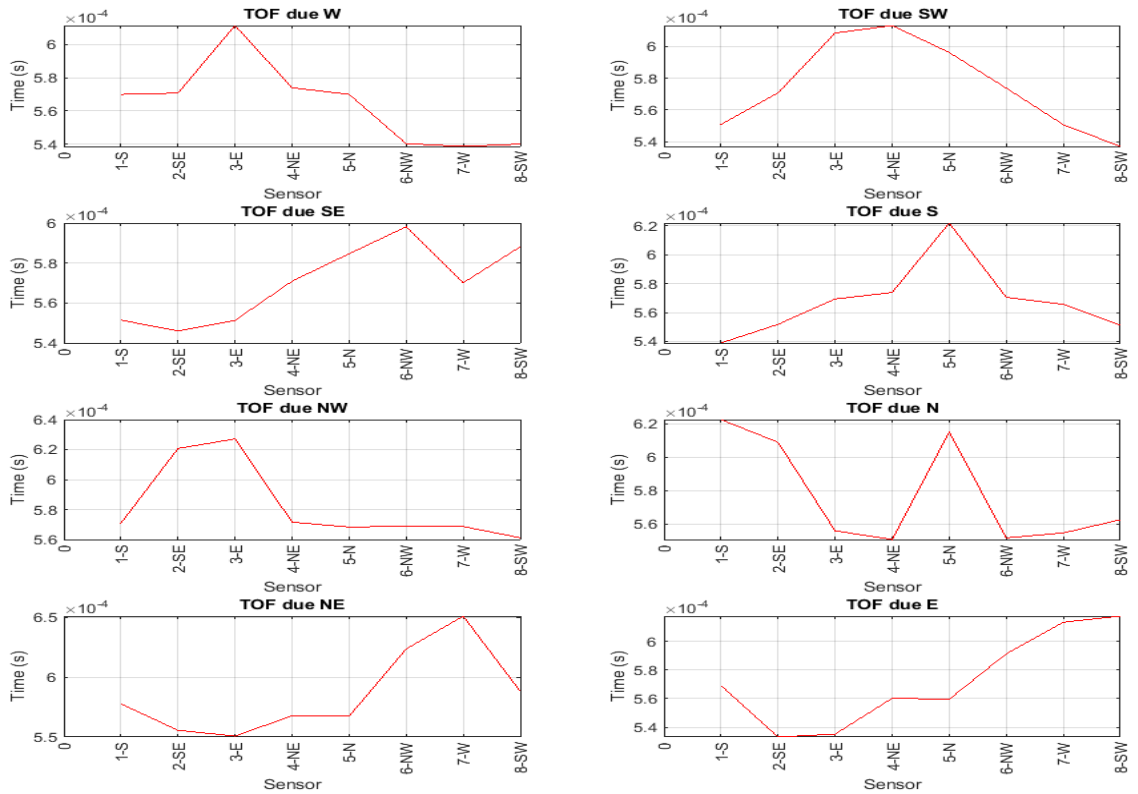 TOF due W
×10⁻⁴
6
5.8
5.6
5.4
Time (s)
0
1-S
2-SE
3-E
4-NE
5-N
6-NW
7-W
8-SW
Sensor
TOF due SW
×10⁻⁴
6
5.8
5.6
5.4
Time (s)
0
1-S
2-SE
3-E
4-NE
5-N
6-NW
7-W
8-SW
Sensor
TOF due SE
×10⁻⁴
6
5.8
5.6
5.4
Time (s)
0
1-S
2-SE
3-E
4-NE
5-N
6-NW
7-W
8-SW
Sensor
TOF due S
×10⁻⁴
6.2
6
5.8
5.6
5.4
Time (s)
0
1-S
2-SE
3-E
4-NE
5-N
6-NW
7-W
8-SW
Sensor
TOF due NW
×10⁻⁴
6.4
6.2
6
5.8
5.6
Time (s)
0
1-S
2-SE
3-E
4-NE
5-N
6-NW
7-W
8-SW
Sensor
TOF due N
×10⁻⁴
6.2
6
5.8
5.6
Time (s)
0
1-S
2-SE
3-E
4-NE
5-N
6-NW
7-W
8-SW
Sensor
TOF due NE
×10⁻⁴
6.5
6
5.5
Time (s)
0
1-S
2-SE
3-E
4-NE
5-N
6-NW
7-W
8-SW
Sensor
TOF due E
×10⁻⁴
6
5.8
5.6
5.4
Time (s)
0
1-S
2-SE
3-E
4-NE
5-N
6-NW
7-W
8-SW
Sensor